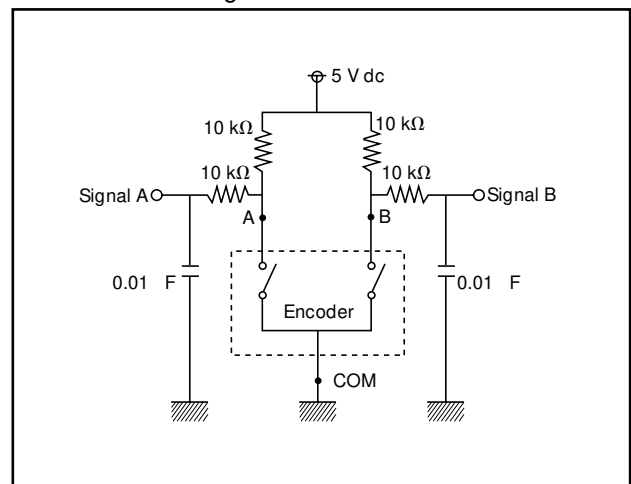 5 V dc
10 kΩ
10 kΩ
10 kΩ
10 kΩ
Signal A
Signal B
A
B
0.01 F
0.01 F
Encoder
COM